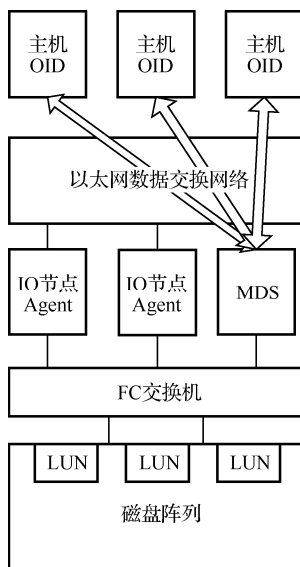 主机 主机 主机
OID OID OID
以太网数据交换网络
IO节点 IO节点 MDS
Agent Agent
FC交换机
LUN LUN LUN
磁盘阵列